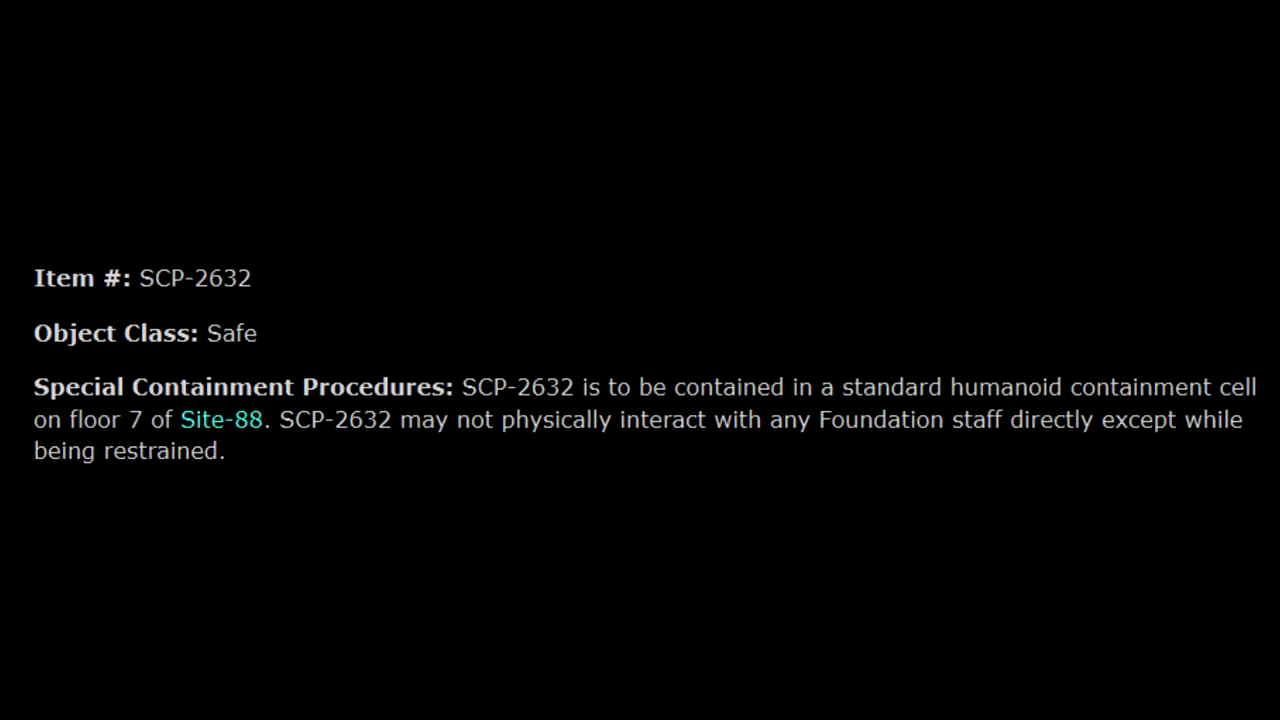 Item #: SCP-2632
Object Class: Safe
Special Containment Procedures: SCP-2632 is to be contained in a standard humanoid containment cell
on floor 7 of Site-88. SCP-2632 may not physically interact with any Foundation staff directly except while
being restrained.